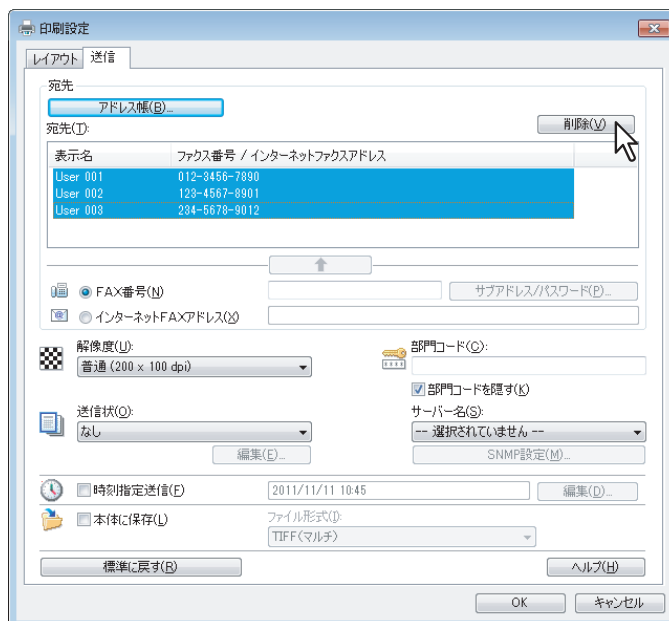 印刷設定
レイアウト 送信
宛先
アドレス帳(B)...
宛先(T):
削除(V)
表示名 ファクス番号 / インターネットファクスアドレス
User 001 012-3456-7890
User 002 123-4567-8901
User 003 234-5678-9012
FAX番号(N) サブアドレス/パスワード(P)...
インターネットFAXアドレス(X)
解像度(U): 部門コード(C):
普通 (200 x 100 dpi)
部門コードを隠す(K)
送信状(O): サーバー名(S):
なし -- 選択されていません --
編集(E)... SNMP設定(M)...
時刻指定送信(F) 2011/11/11 10:45 編集(D)...
本体に保存(L) ファイル形式(I):
TIFF(マルチ)
標準に戻す(R) ヘルプ(H)
OK キャンセル